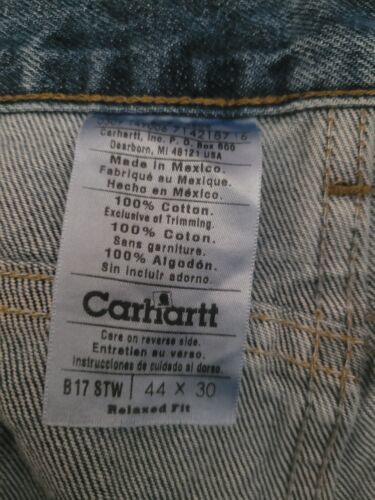 Carhartt, Inc. P. O. Box 600
Dearborn, MI 48121 USA
Made in Mexico.
Fabriqué au Mexique.
Hecho en México.
100% Cotton.
Exclusive of Trimming.
100% Coton.
Sans garniture.
100% Algodón.
Sin incluir adorno.
Carhartt
Care on reverse side.
Entretien au verso.
Instrucciones de cuidado al dorso.
B17 STW 44 X 30
Relaxed Fit